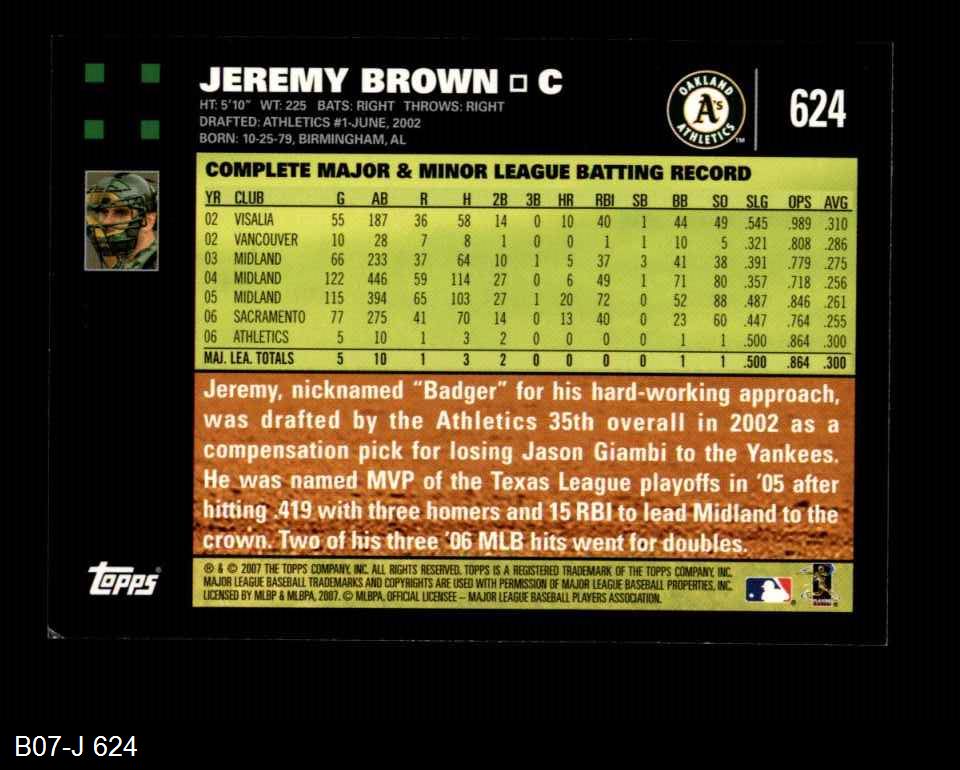 JEREMY BROWN □ C
HT: 5'10" WT: 225 BATS: RIGHT THROWS: RIGHT
DRAFTED: ATHLETICS #1-JUNE, 2002
BORN: 10-25-79, BIRMINGHAM, AL
OAKLAND
A's
ATHLETICS
TM
624
COMPLETE MAJOR & MINOR LEAGUE BATTING RECORD
YR CLUB G AB R H 2B 3B HR RBI SB BB SO SLG OPS AVG
02 VISALIA 55 187 36 58 14 0 10 40 1 44 49 .545 .989 .310
02 VANCOUVER 10 28 7 8 1 0 0 1 1 10 5 .321 .808 .286
03 MIDLAND 66 233 37 64 10 1 5 37 3 41 38 .391 .779 .275
04 MIDLAND 122 446 59 114 27 0 6 49 1 71 80 .357 .718 .256
05 MIDLAND 115 394 65 103 27 1 20 72 0 52 88 .487 .846 .261
06 SACRAMENTO 77 275 41 70 14 0 13 40 0 23 60 .447 .764 .255
06 ATHLETICS 5 10 1 3 2 0 0 0 0 1 1 .500 .864 .300
MAJ. LEA. TOTALS 5 10 1 3 2 0 0 0 0 1 1 .500 .864 .300
Jeremy, nicknamed "Badger" for his hard-working approach,
was drafted by the Athletics 35th overall in 2002 as a
compensation pick for losing Jason Giambi to the Yankees.
He was named MVP of the Texas League playoffs in '05 after
hitting .419 with three homers and 15 RBI to lead Midland to the
crown. Two of his three '06 MLB hits went for doubles.
Topps®
® & © 2007 THE TOPPS COMPANY, INC. ALL RIGHTS RESERVED. TOPPS IS A REGISTERED TRADEMARK OF THE TOPPS COMPANY, INC.
MAJOR LEAGUE BASEBALL TRADEMARKS AND COPYRIGHTS ARE USED WITH PERMISSION OF MAJOR LEAGUE BASEBALL PROPERTIES, INC.
LICENSED BY MLBP & MLBPA, 2007. © MLBPA, OFFICIAL LICENSEE – MAJOR LEAGUE BASEBALL PLAYERS ASSOCIATION.
B07-J 624